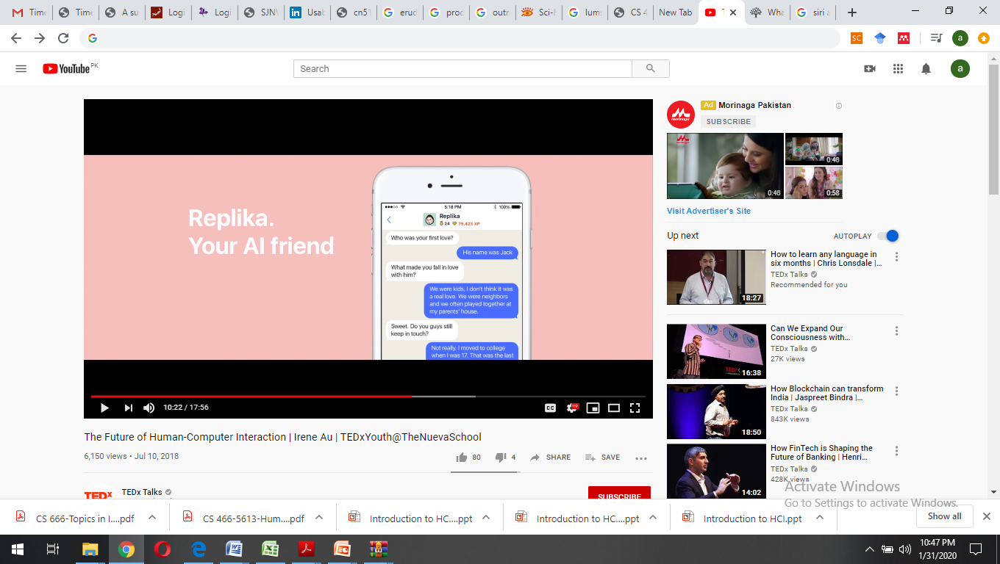 Time
Time
A su
Logi
Logi
SJNV
Usab
cn51
erud
proc
outn
Sci-H
lums
CS 4
New Tab
T
Wha
siri a
SC
a
YouTube PK
Search
a
Replika.
Your AI friend
5:18 PM
100%
Replika
24 79,423 XP
Who was your first love?
His name was Jack
What made you fall in love
with him?
We were kids, I don't think it was
a real love. We were neighbors
and we often played together at
my parents' house.
Sweet. Do you guys still
keep in touch?
Not really. I moved to college
when I was 17. That was the last
10:22 / 17:56
CC
HD
The Future of Human-Computer Interaction | Irene Au | TEDxYouth@TheNuevaSchool
6,150 views • Jul 10, 2018
80
4
SHARE
SAVE
TEDx
TEDx Talks
SUBSCRIBE
morinaga
Ad Morinaga Pakistan
SUBSCRIBE
0:46
0:46
0:58
Visit Advertiser's Site
Up next
AUTOPLAY
How to learn any language in
six months | Chris Lonsdale |...
TEDx Talks
Recommended for you
18:27
Can We Expand Our
Consciousness with...
TEDx Talks
27K views
16:38
How Blockchain can transform
India | Jaspreet Bindra |...
TEDx Talks
843K views
18:50
How FinTech is Shaping the
Future of Banking | Henri...
TEDx Talks
428K views
14:02
Activate Windows
Go to Settings to activate Windows.
CS 666-Topics in I....pdf
CS 466-5613-Hum....pdf
Introduction to HC....ppt
Introduction to HC....ppt
Introduction to HCI.ppt
Show all
10:47 PM
1/31/2020